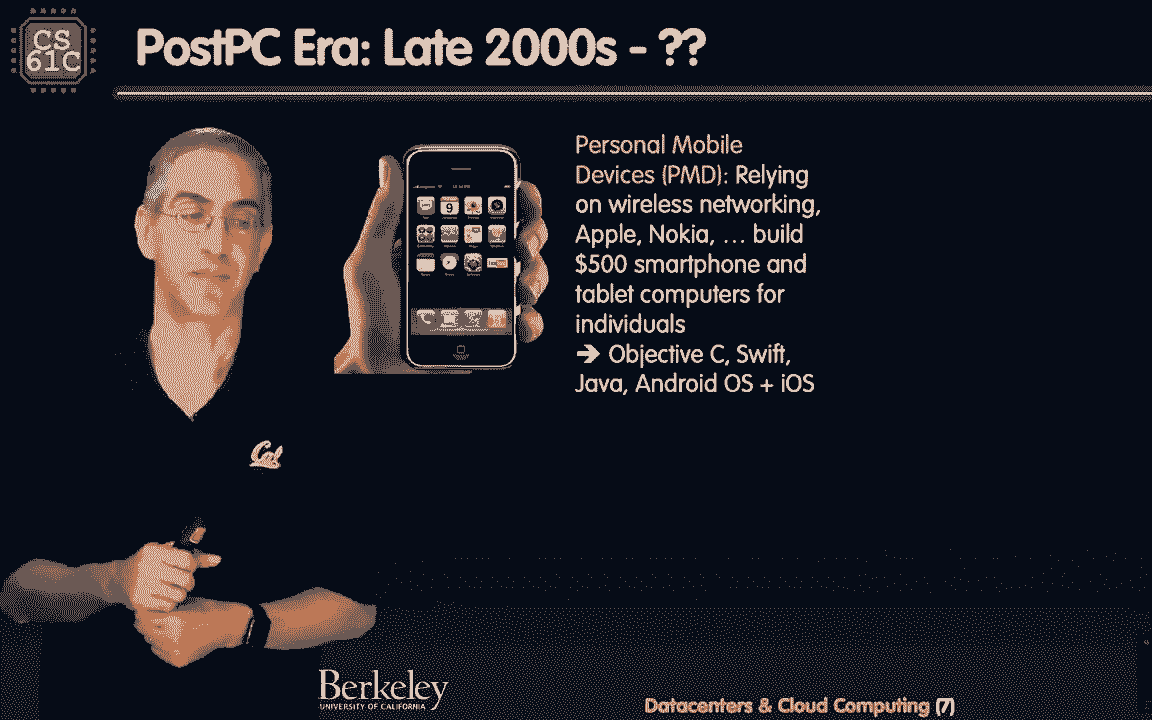 CS
61C
PostPC Era: Late 2000s - ??
Personal Mobile
Devices (PMD): Relying
on wireless networking,
Apple, Nokia, … build
$500 smartphone and
tablet computers for
individuals
➔ Objective C, Swift,
Java, Android OS + iOS
9
Cal
Berkeley
UNIVERSITY OF CALIFORNIA
Datacenters & Cloud Computing (7)